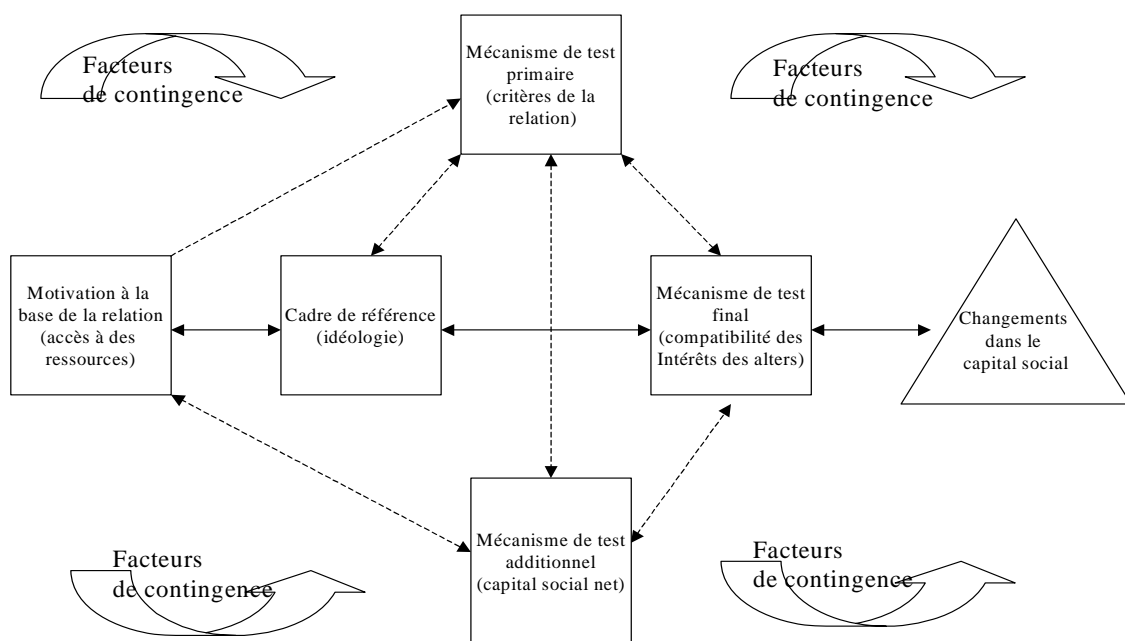 Facteurs
de contingence
Mécanisme de test
primaire
(critères de la
relation)
Facteurs
de contingence
Motivation à la
base de la relation
(accès à des
ressources)
Cadre de référence
(idéologie)
Mécanisme de test
final
(compatibilité des
Intérêts des alters)
Changements
dans le
capital social
Facteurs
de contingence
Mécanisme de test
additionnel
(capital social net)
Facteurs
de contingence